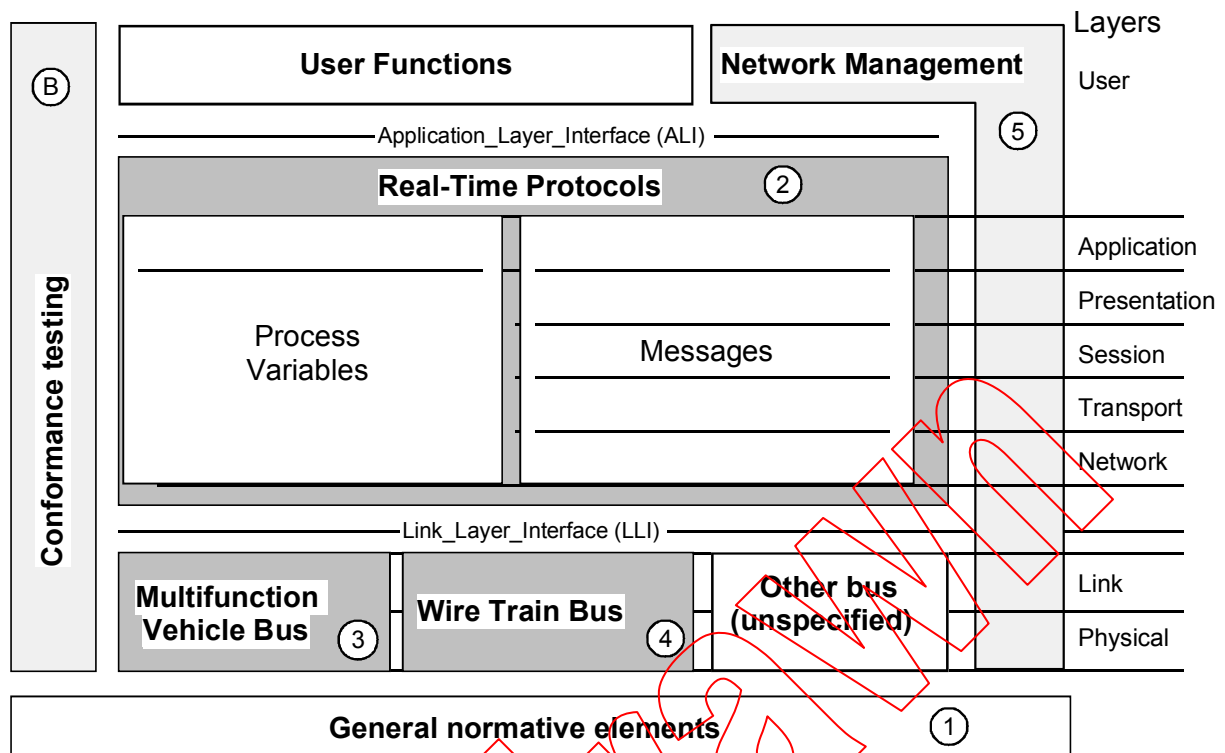 Layers
B
User Functions
Network Management
User
5
Application_Layer_Interface (ALI)
Real-Time Protocols
2
Application
Presentation
Process
Variables
Messages
Session
Transport
Network
Conformance testing
Link_Layer_Interface (LLI)
Multifunction
Vehicle Bus
3
Wire Train Bus
4
Other bus
(unspecified)
Link
Physical
General normative elements
1